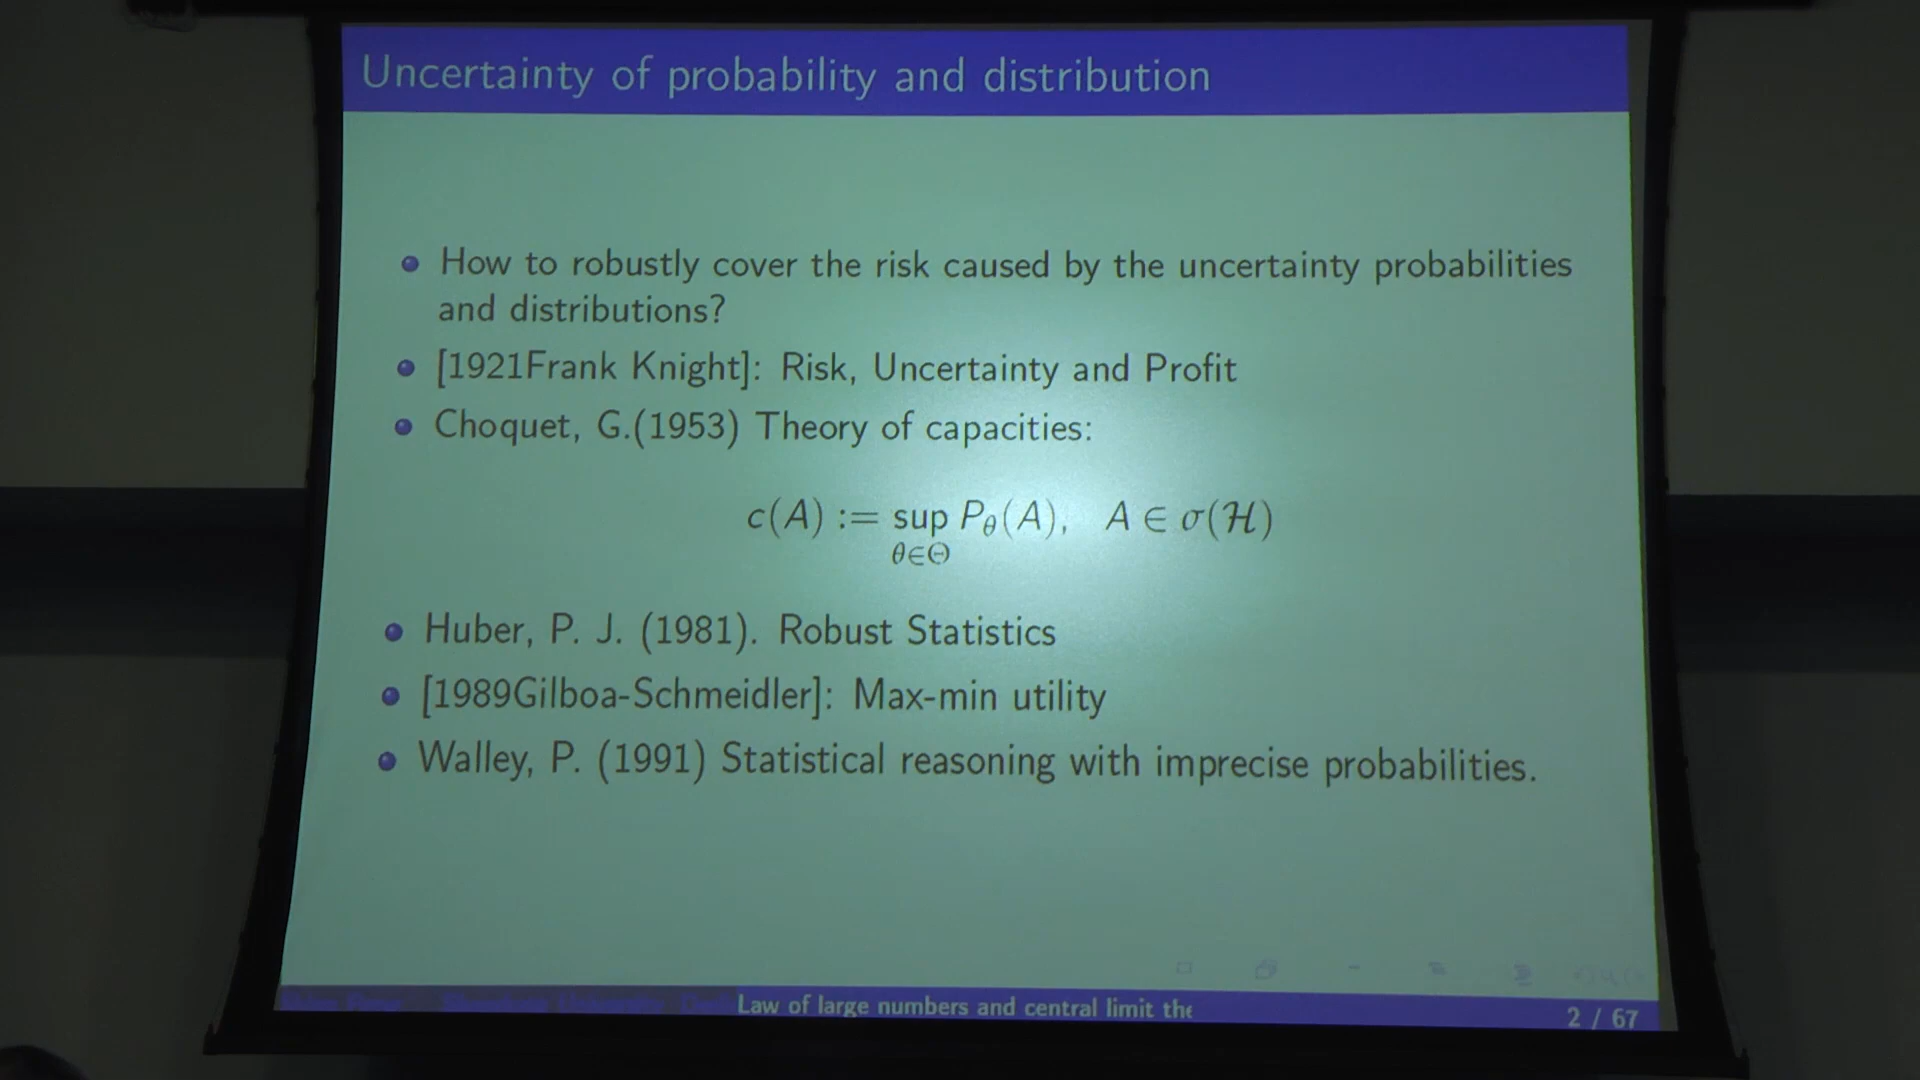 Uncertainty of probability and distribution
How to robustly cover the risk caused by the uncertainty probabilities
and distributions?
[1921Frank Knight]: Risk, Uncertainty and Profit
Choquet, G.(1953) Theory of capacities:
c(A) := sup P_θ(A), A ∈ σ(ℋ)
θ∈Θ
Huber, P. J. (1981). Robust Statistics
[1989Gilboa-Schmeidler]: Max-min utility
Walley, P. (1991) Statistical reasoning with imprecise probabilities.
Law of large numbers and central limit the
2 / 67